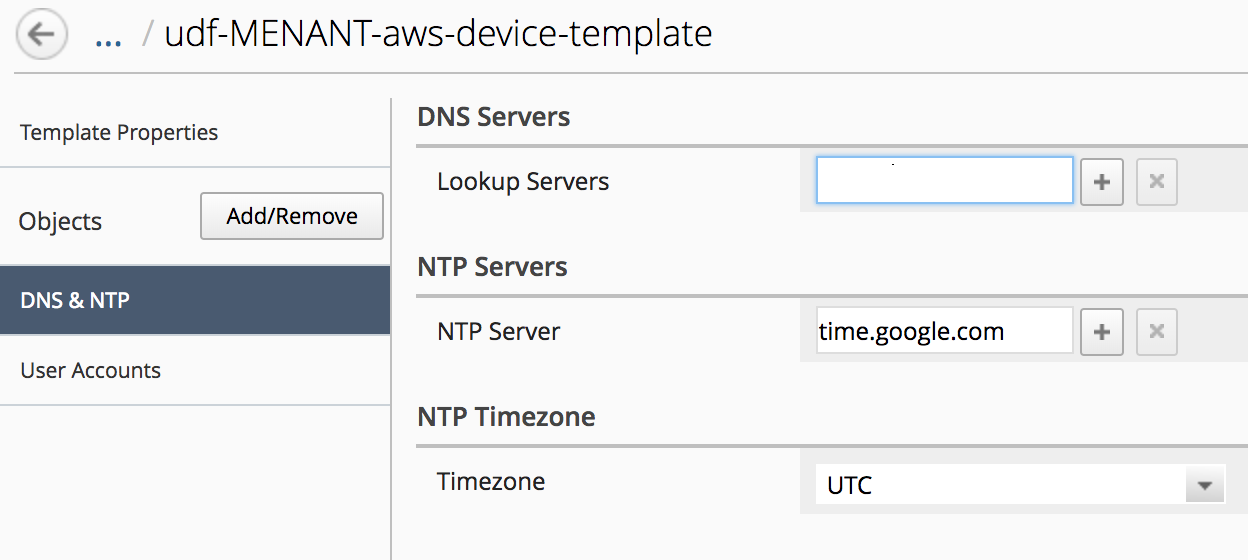 ... / udf-MENANT-aws-device-template
Template Properties
Objects
Add/Remove
DNS & NTP
User Accounts
DNS Servers
Lookup Servers
NTP Servers
NTP Server
time.google.com
NTP Timezone
Timezone
UTC